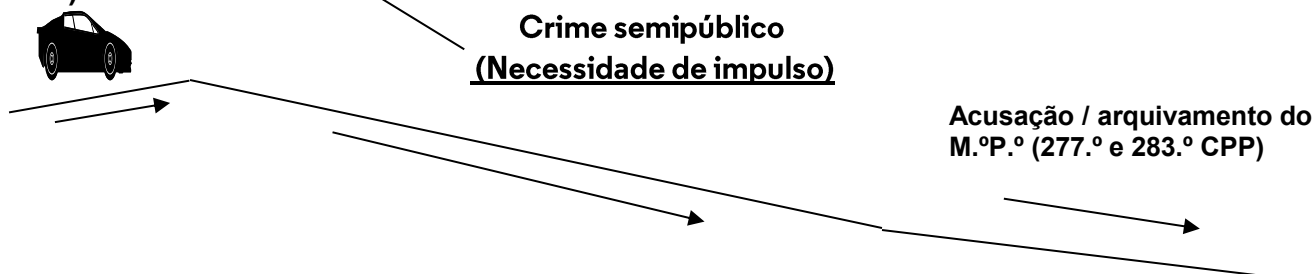 Crime semipúblico
(Necessidade de impulso)
Acusação / arquivamento do
M.ºP.º (277.º e 283.º CPP)